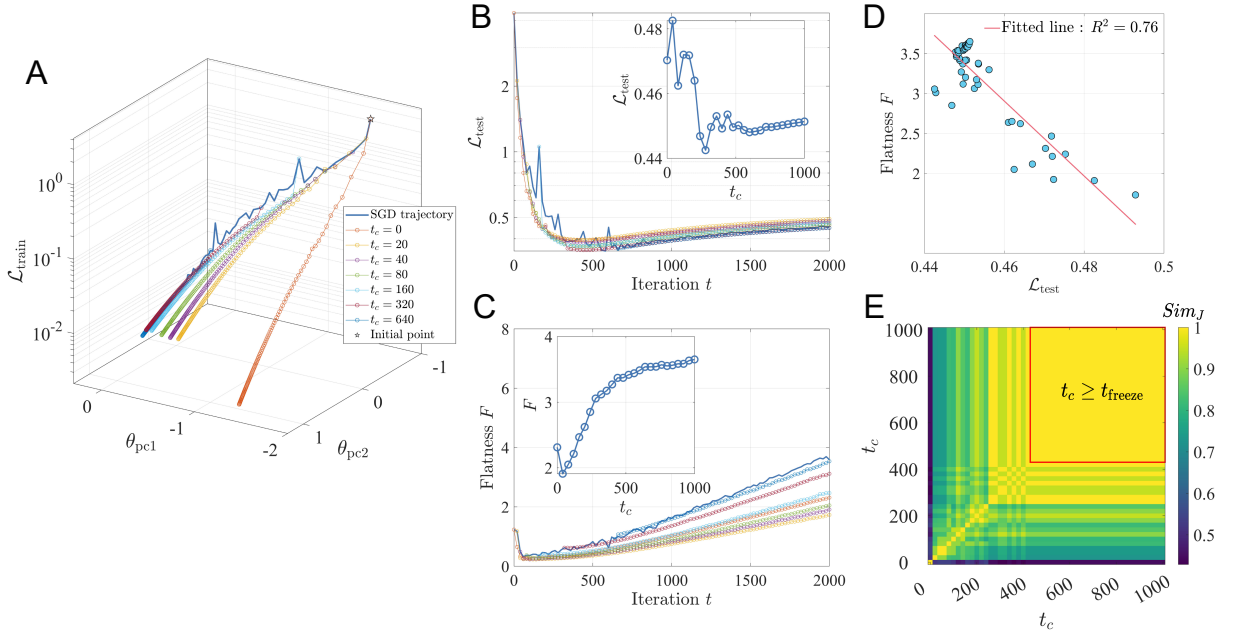 A
10^0
10^-1
10^-2
L_train
0
-1
-2
θ_pc1
1
0
-1
θ_pc2
SGD trajectory
t_c = 0
t_c = 20
t_c = 40
t_c = 80
t_c = 160
t_c = 320
t_c = 640
Initial point
B
2
1
0.5
L_test
0 500 1000 1500 2000
Iteration t
0.48
0.46
0.44
L_test
0 500 1000
t_c
C
8
6
4
2
0
Flatness F
0 500 1000 1500 2000
Iteration t
4
3
2
F
0 500 1000
t_c
D
Fitted line : R² = 0.76
3.5
3
2.5
2
Flatness F
0.44 0.46 0.48 0.5
L_test
E
Sim_J
1000
800
600
400
200
0
t_c
0 200 400 600 800 1000
t_c
t_c ≥ t_freeze
1
0.9
0.8
0.7
0.6
0.5